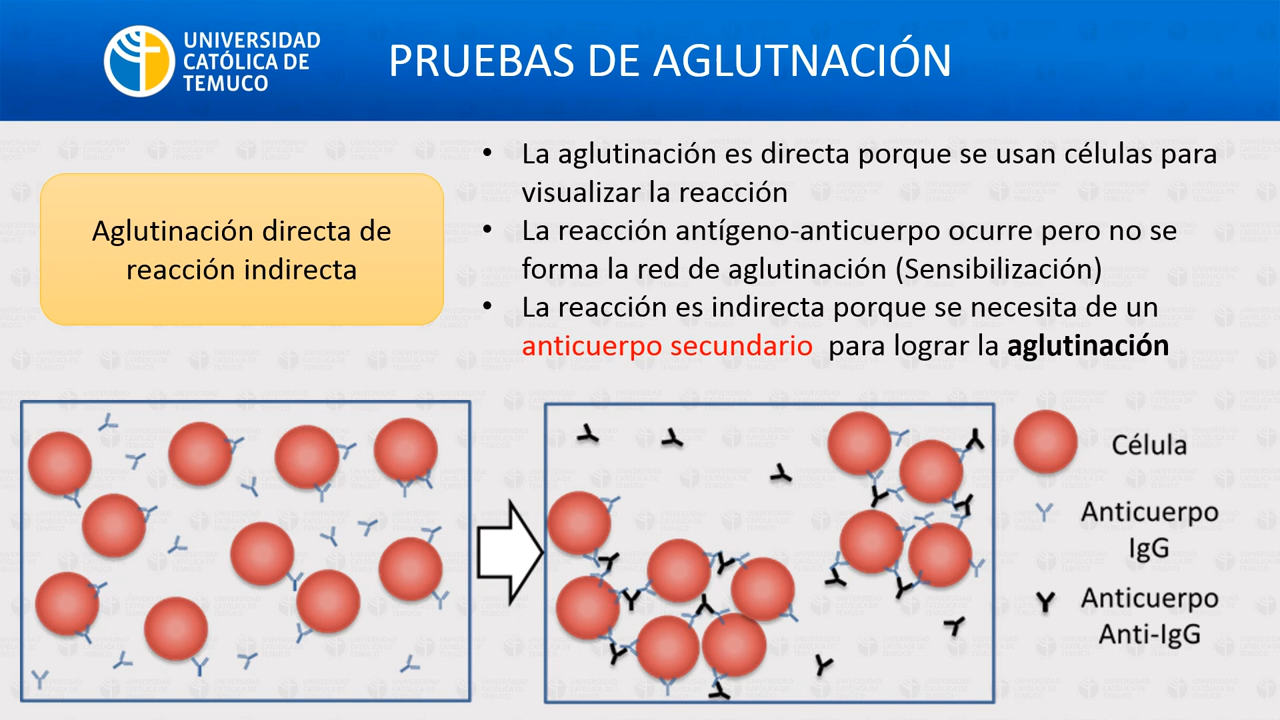 UNIVERSIDAD
CATÓLICA DE
TEMUCO
PRUEBAS DE AGLUTNACIÓN
Aglutinación directa de
reacción indirecta
• La aglutinación es directa porque se usan células para
visualizar la reacción
• La reacción antígeno-anticuerpo ocurre pero no se
forma la red de aglutinación (Sensibilización)
• La reacción es indirecta porque se necesita de un
anticuerpo secundario para lograr la aglutinación
Célula
Anticuerpo
IgG
Anticuerpo
Anti-IgG